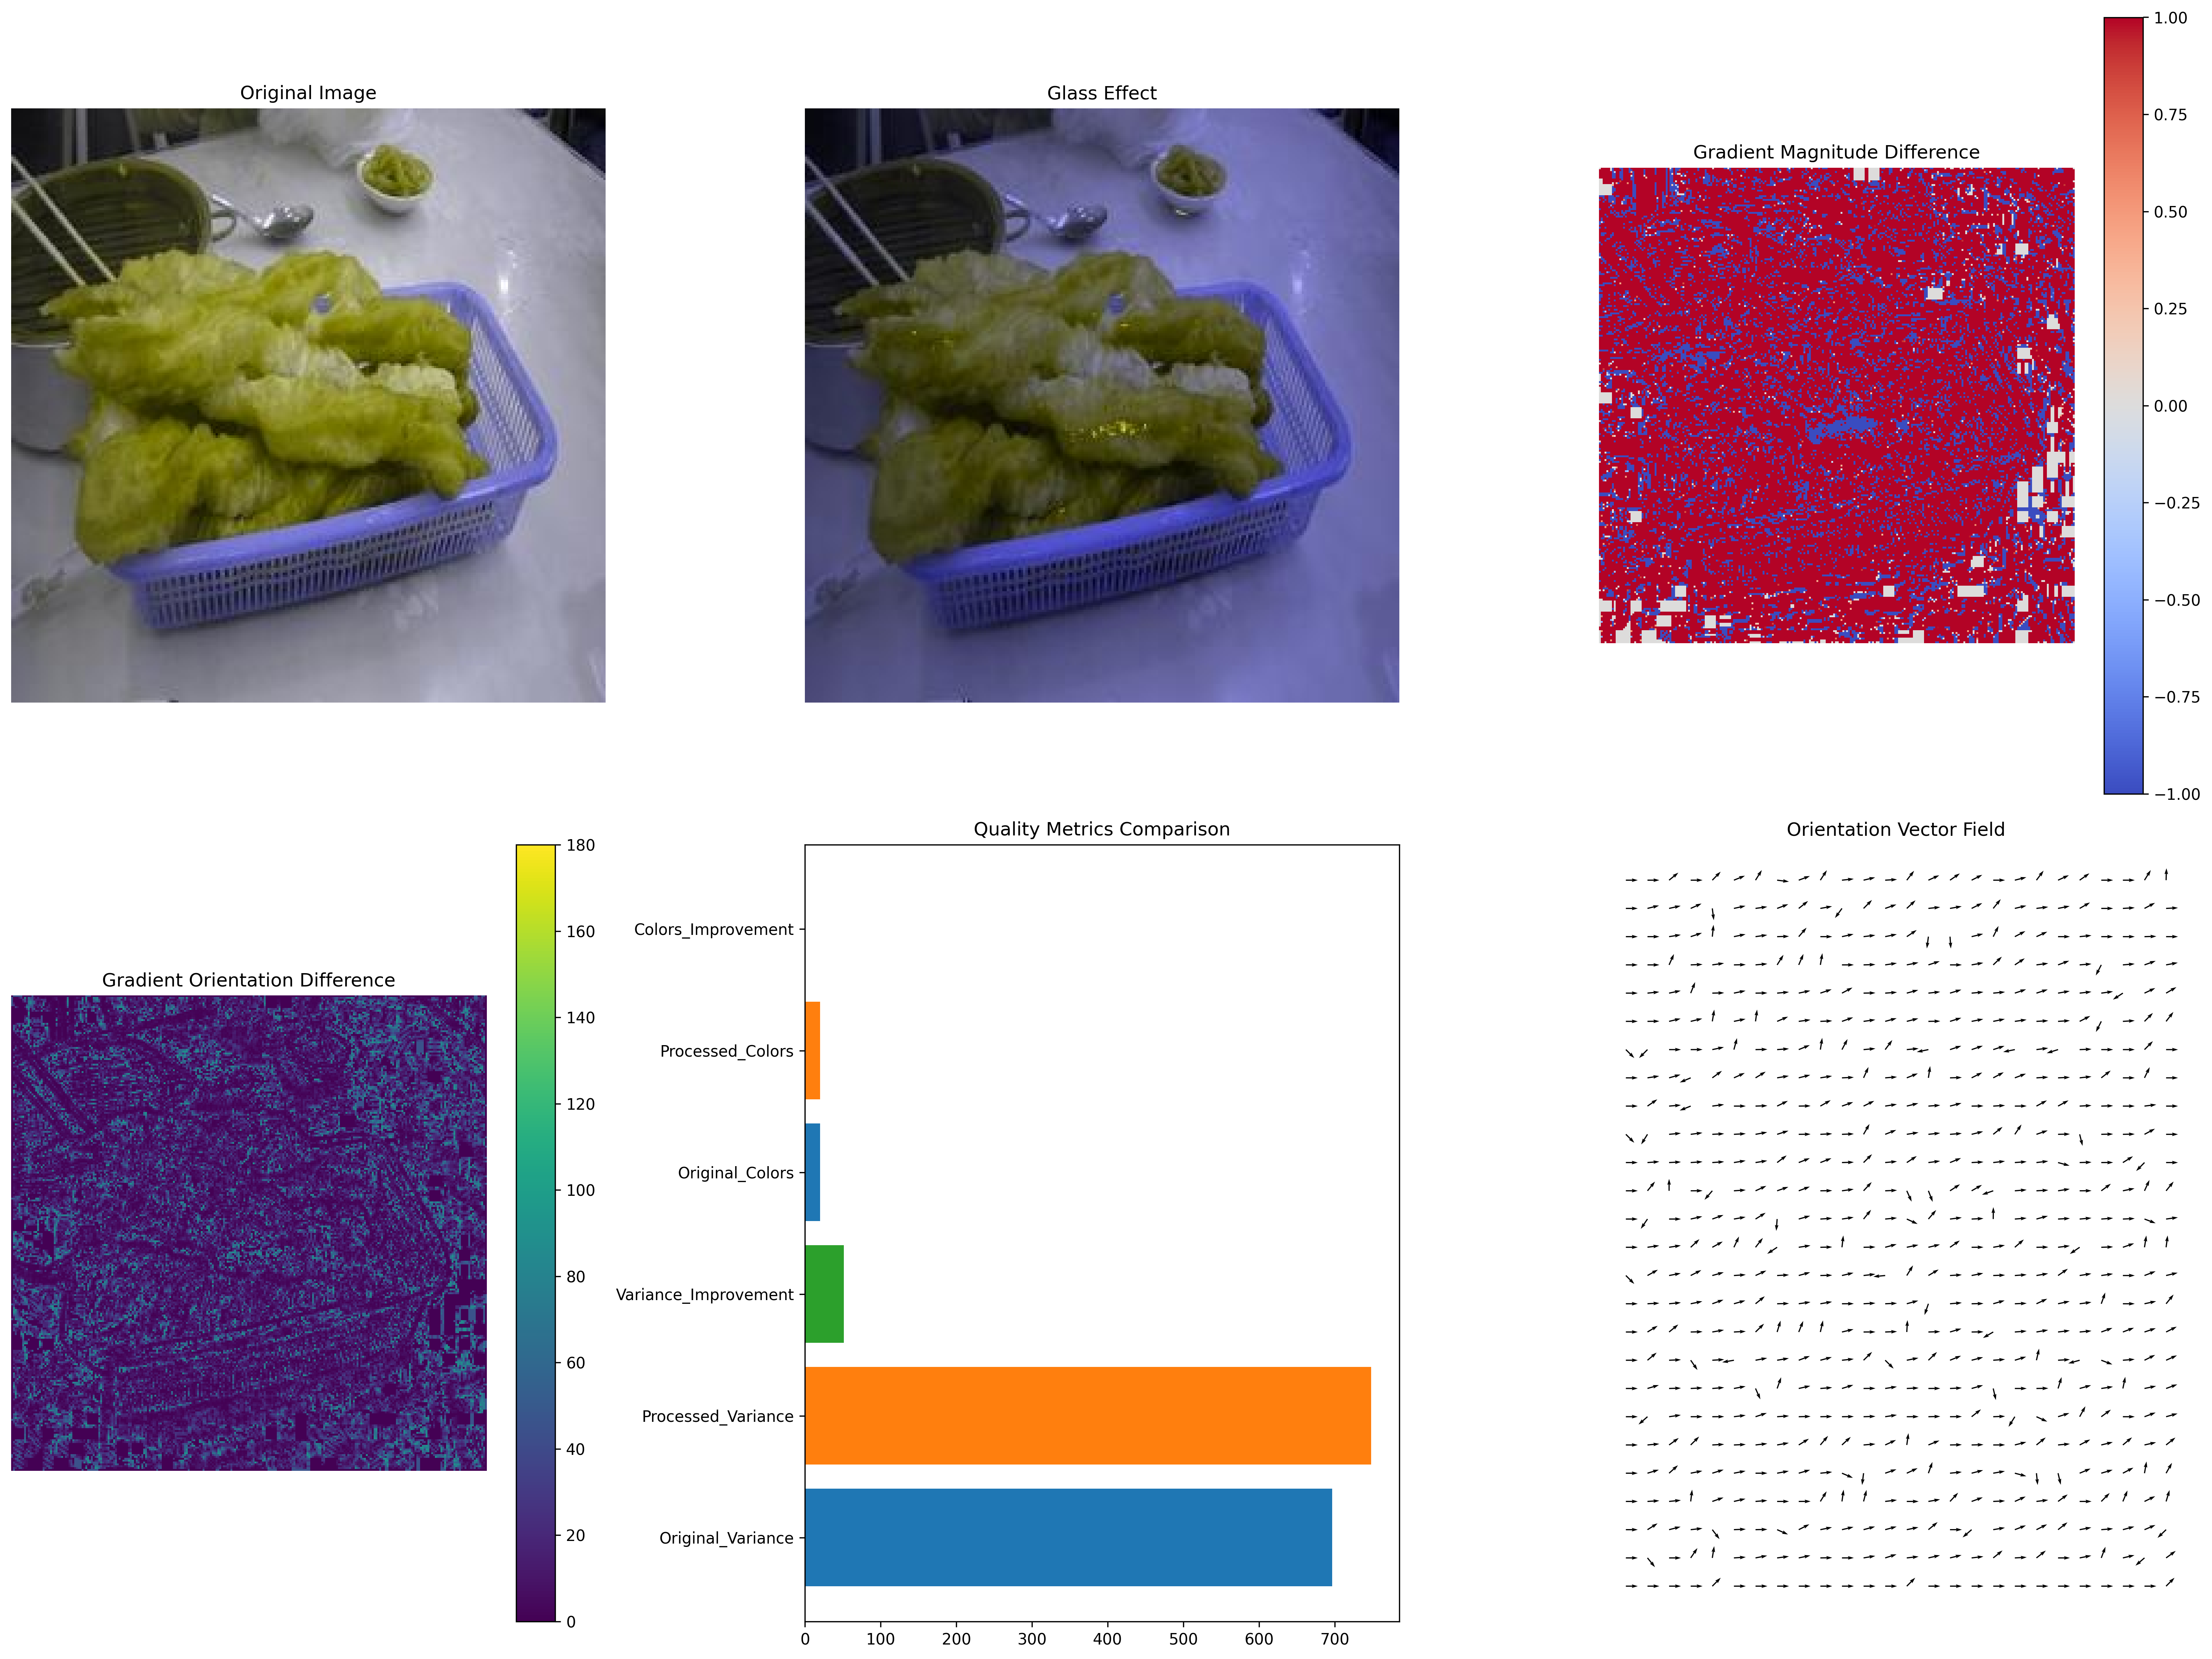 Original Image
Glass Effect
Gradient Magnitude Difference
1.00
0.75
0.50
0.25
0.00
−0.25
−0.50
−0.75
−1.00
Gradient Orientation Difference
180
160
140
120
100
80
60
40
20
0
Quality Metrics Comparison
Colors_Improvement
Processed_Colors
Original_Colors
Variance_Improvement
Processed_Variance
Original_Variance
0 100 200 300 400 500 600 700
Orientation Vector Field